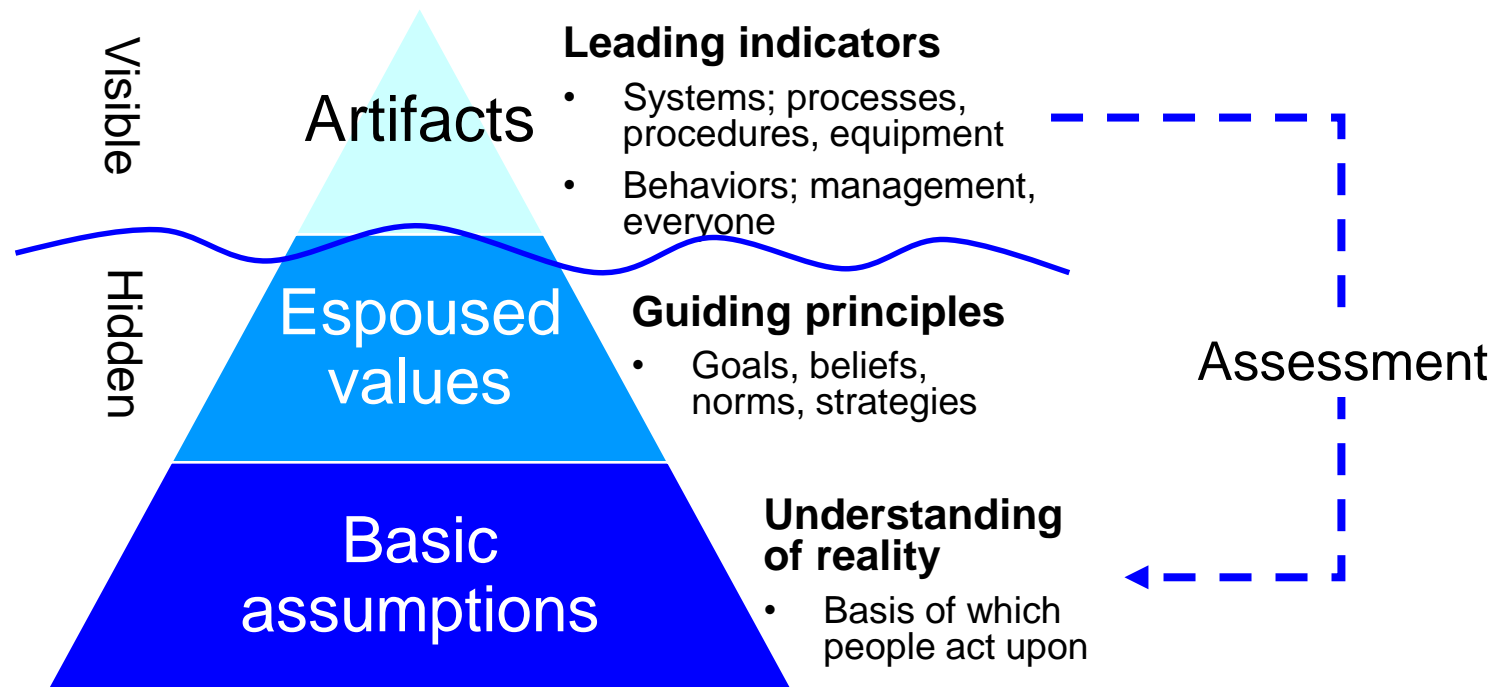 Visible
Artifacts
Leading indicators
• Systems; processes,
procedures, equipment
• Behaviors; management,
everyone
Hidden
Espoused
values
Guiding principles
• Goals, beliefs,
norms, strategies
Assessment
Basic
assumptions
Understanding
of reality
• Basis of which
people act upon